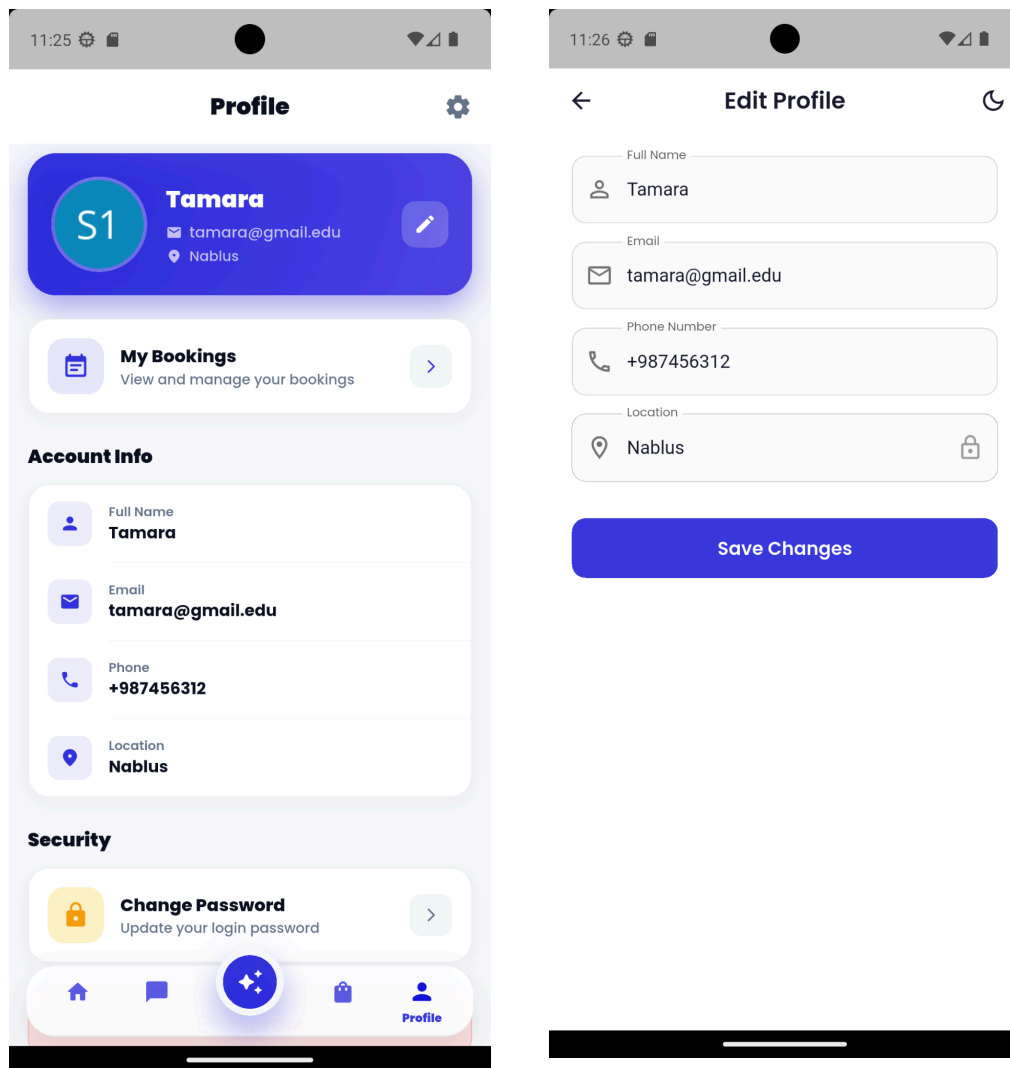 11:25
Profile
S1
Tamara
tamara@gmail.edu
Nablus
My Bookings
View and manage your bookings
Account Info
Full Name
Tamara
Email
tamara@gmail.edu
Phone
+987456312
Location
Nablus
Security
Change Password
Update your login password
Profile
11:26
Edit Profile
Full Name
Tamara
Email
tamara@gmail.edu
Phone Number
+987456312
Location
Nablus
Save Changes